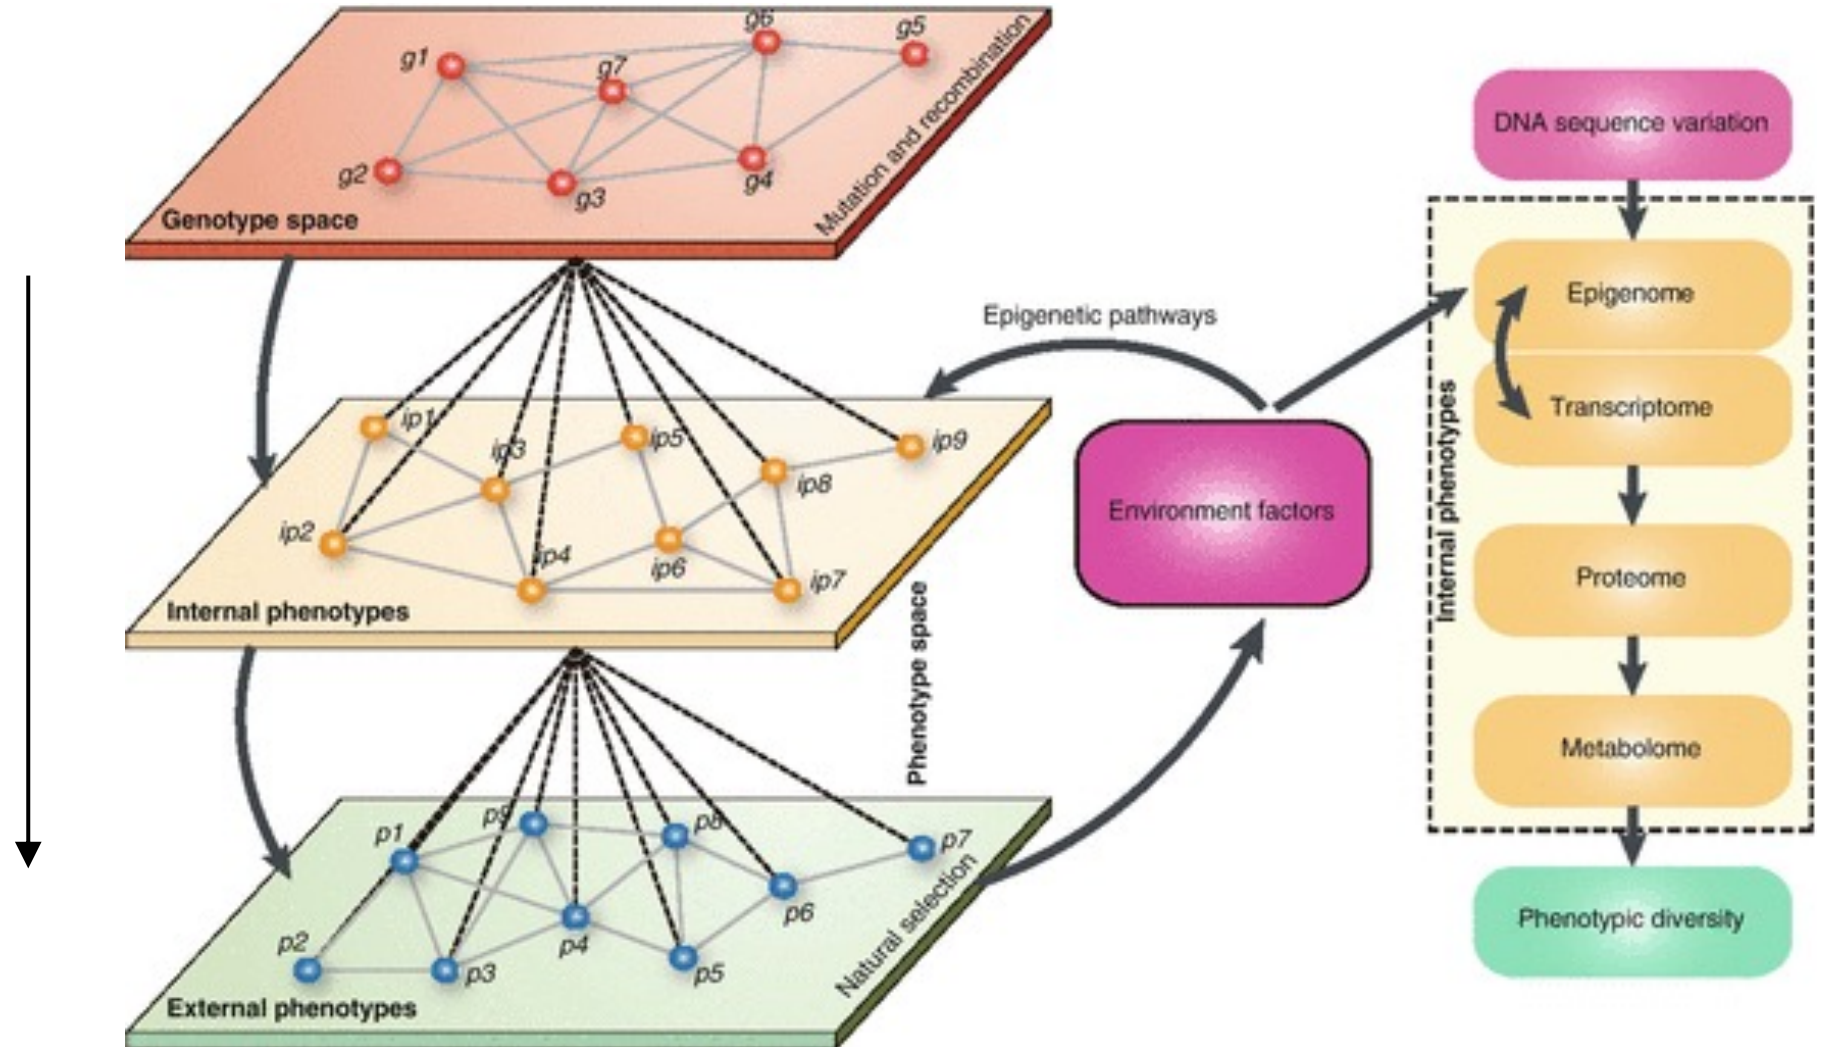 g1
g2
g3
g4
g5
g6
g7
Genotype space
Mutation and recombination
ip1
ip2
ip3
ip4
ip5
ip6
ip7
ip8
ip9
Internal phenotypes
Epigenetic pathways
Environment factors
Phenotype space
p1
p2
p3
p4
p5
p6
p7
p8
p9
External phenotypes
Natural selection
DNA sequence variation
Internal phenotypes
Epigenome
Transcriptome
Proteome
Metabolome
Phenotypic diversity